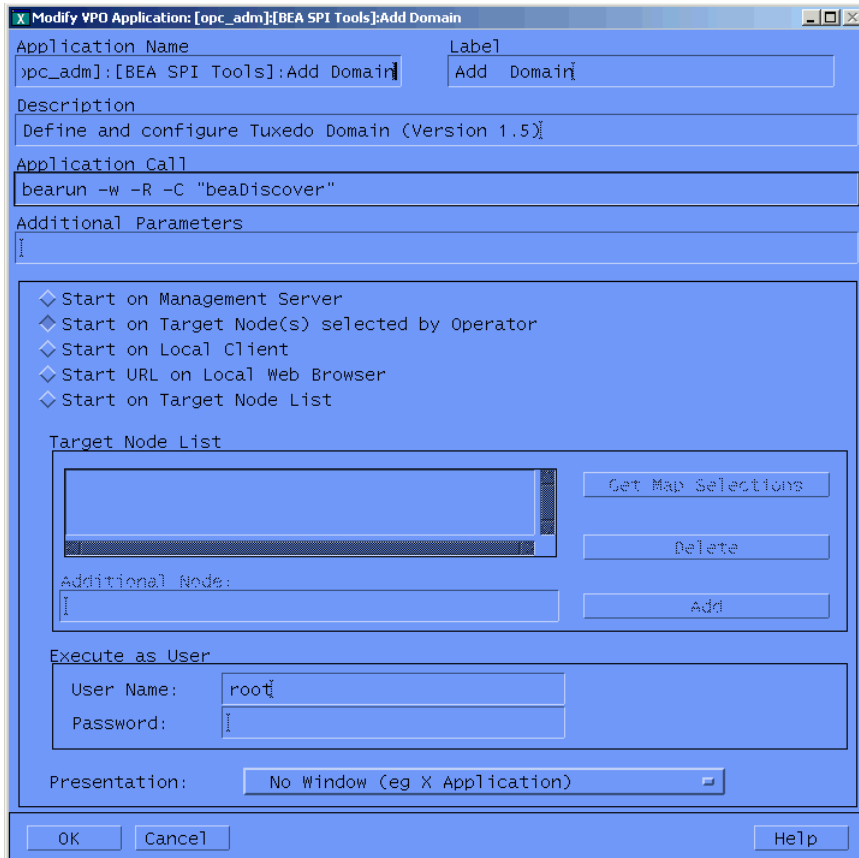 Modify VPO Application: [opc_adm]:[BEA SPI Tools]:Add Domain
Application Name Label
opc_adm]:[BEA SPI Tools]:Add Domain Add Domain
Description
Define and configure Tuxedo Domain (Version 1.5)
Application Call
bearun -w -R -C "beaDiscover"
Additional Parameters
Start on Management Server
Start on Target Node(s) selected by Operator
Start on Local Client
Start URL on Local Web Browser
Start on Target Node List
Target Node List
Get Map Selections
Delete
Additional Node:
Add
Execute as User
User Name: root
Password:
Presentation: No Window (eg X Application)
OK Cancel Help